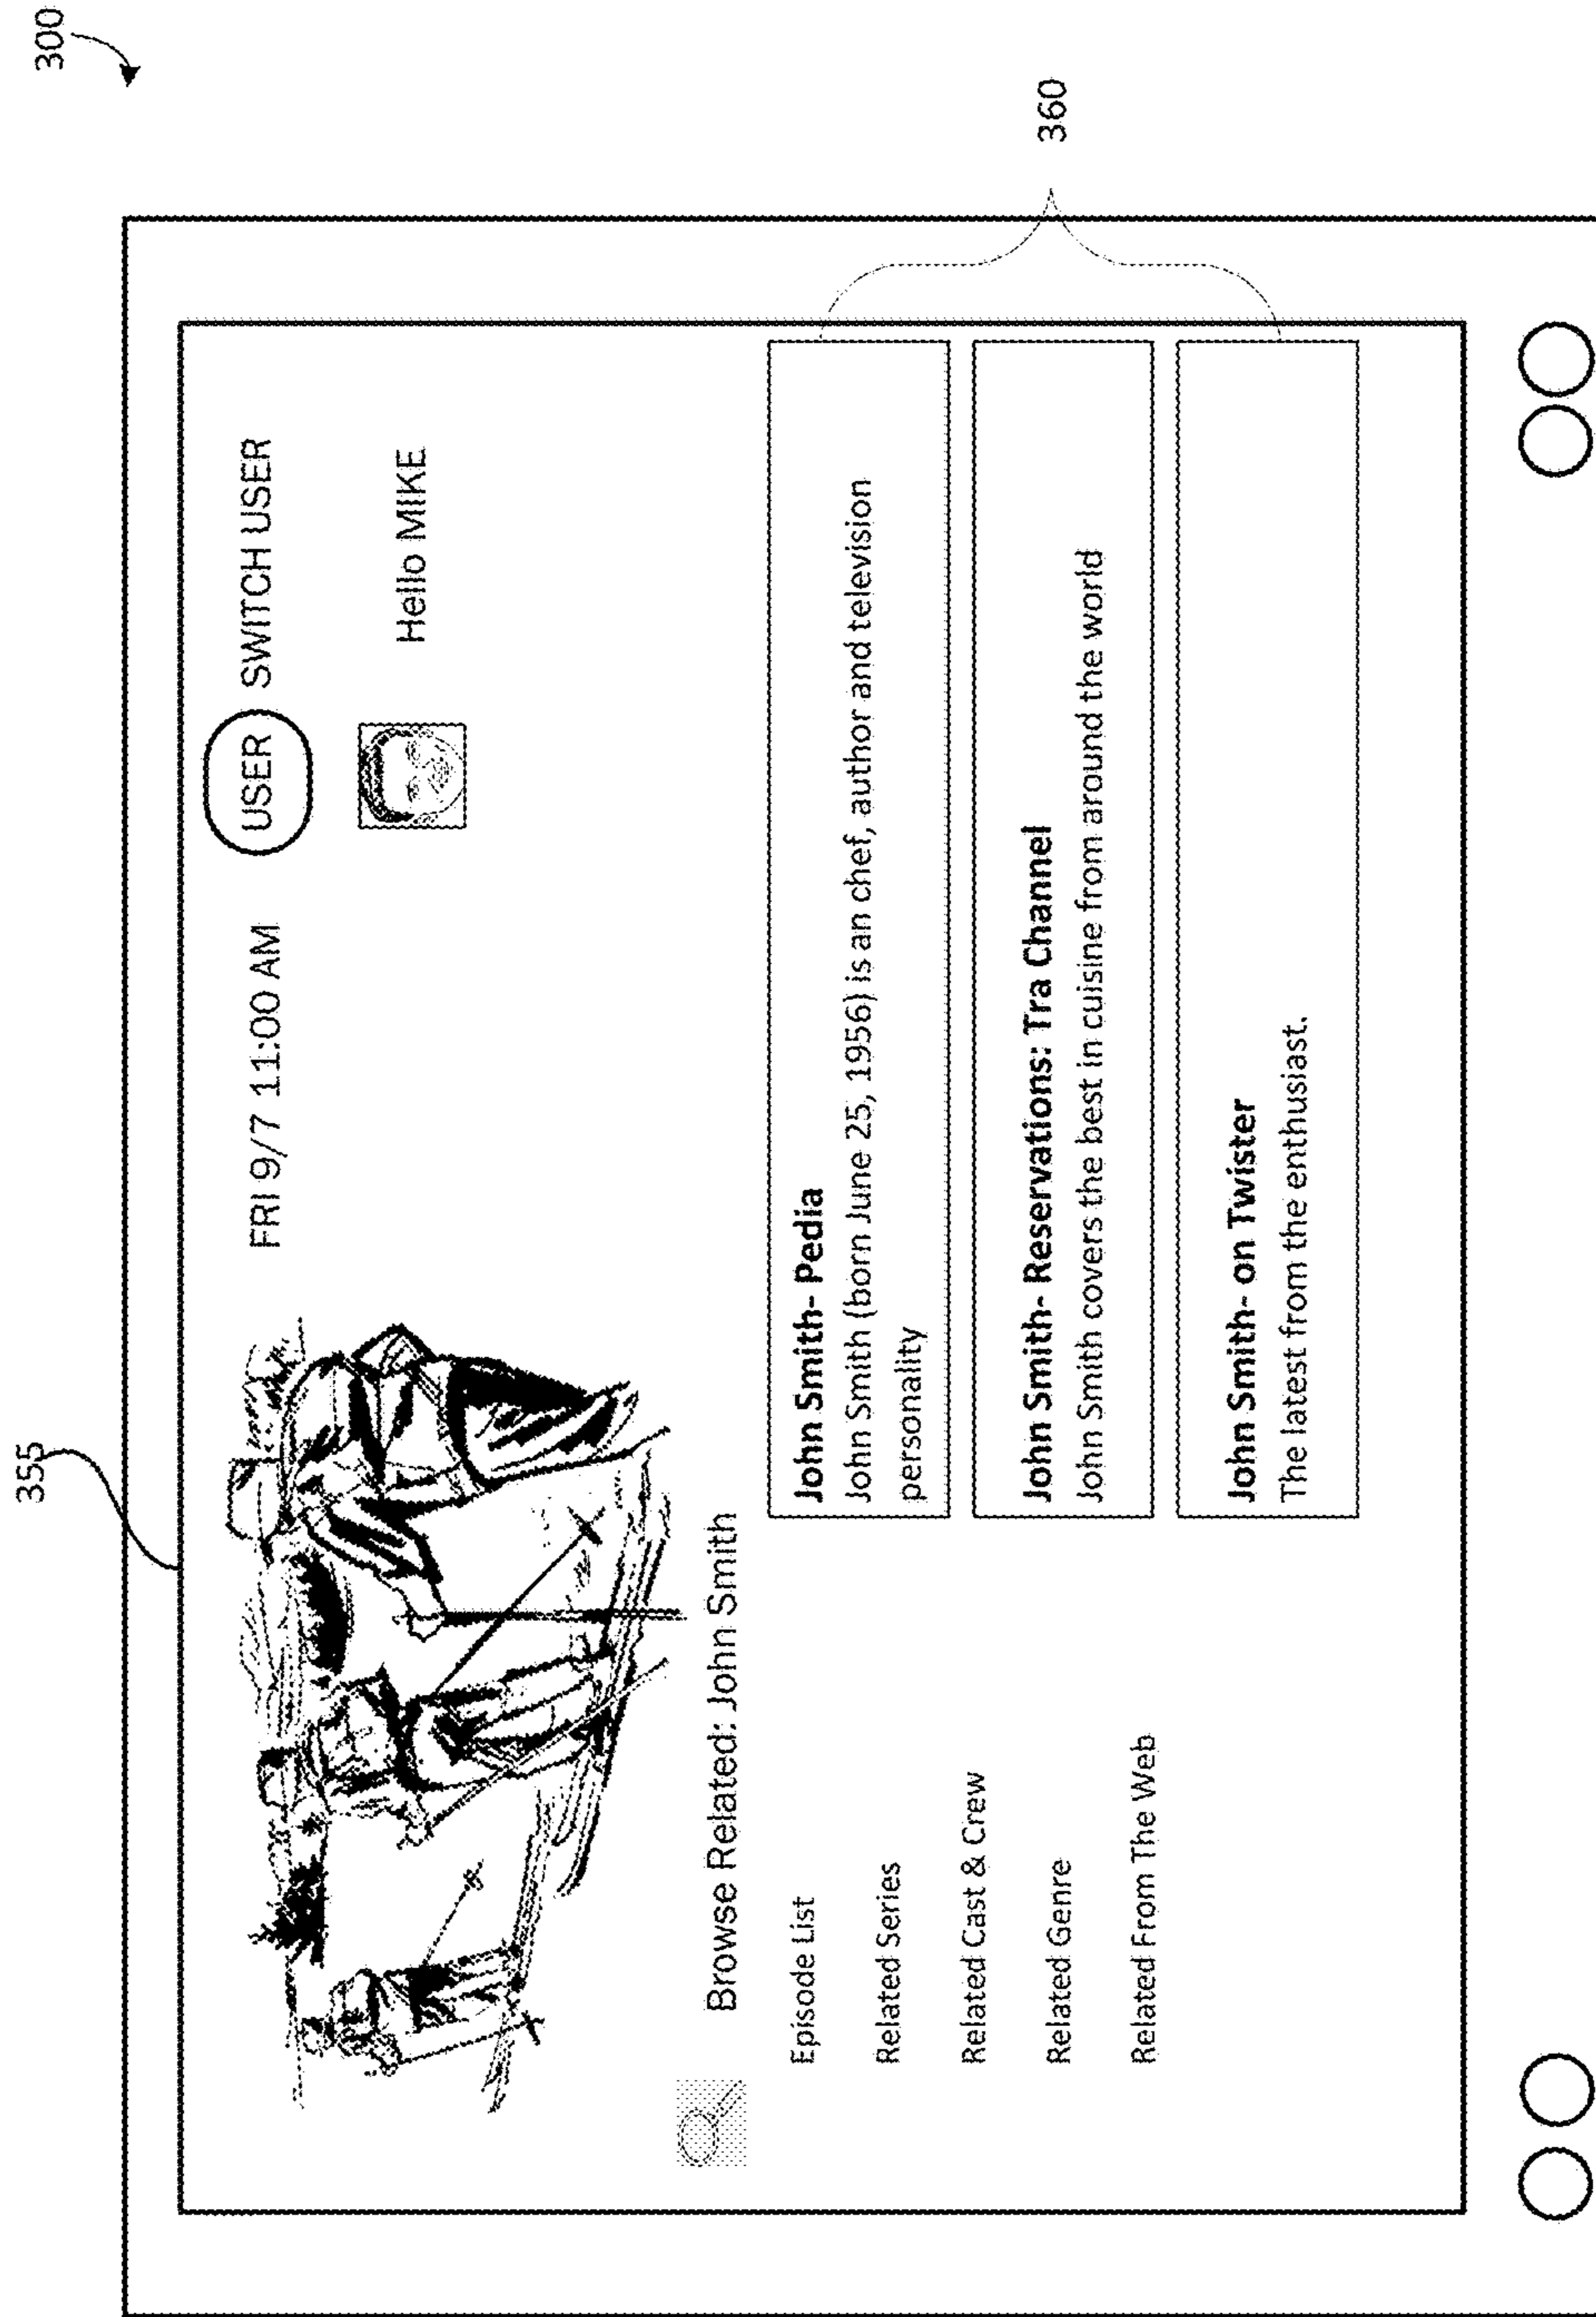 300
355
FRI 9/7 11:00 AM
USER
SWITCH USER
Hello MIKE
Browse Related: John Smith
Episode List
Related Series
Related Cast & Crew
Related Genre
Related From The Web
John Smith- Pedia
John Smith (born June 25, 1956) is an chef, author and television
personality
John Smith- Reservations: Tra Channel
John Smith covers the best in cuisine from around the world
John Smith- on Twister
The latest from the enthusiast.
360